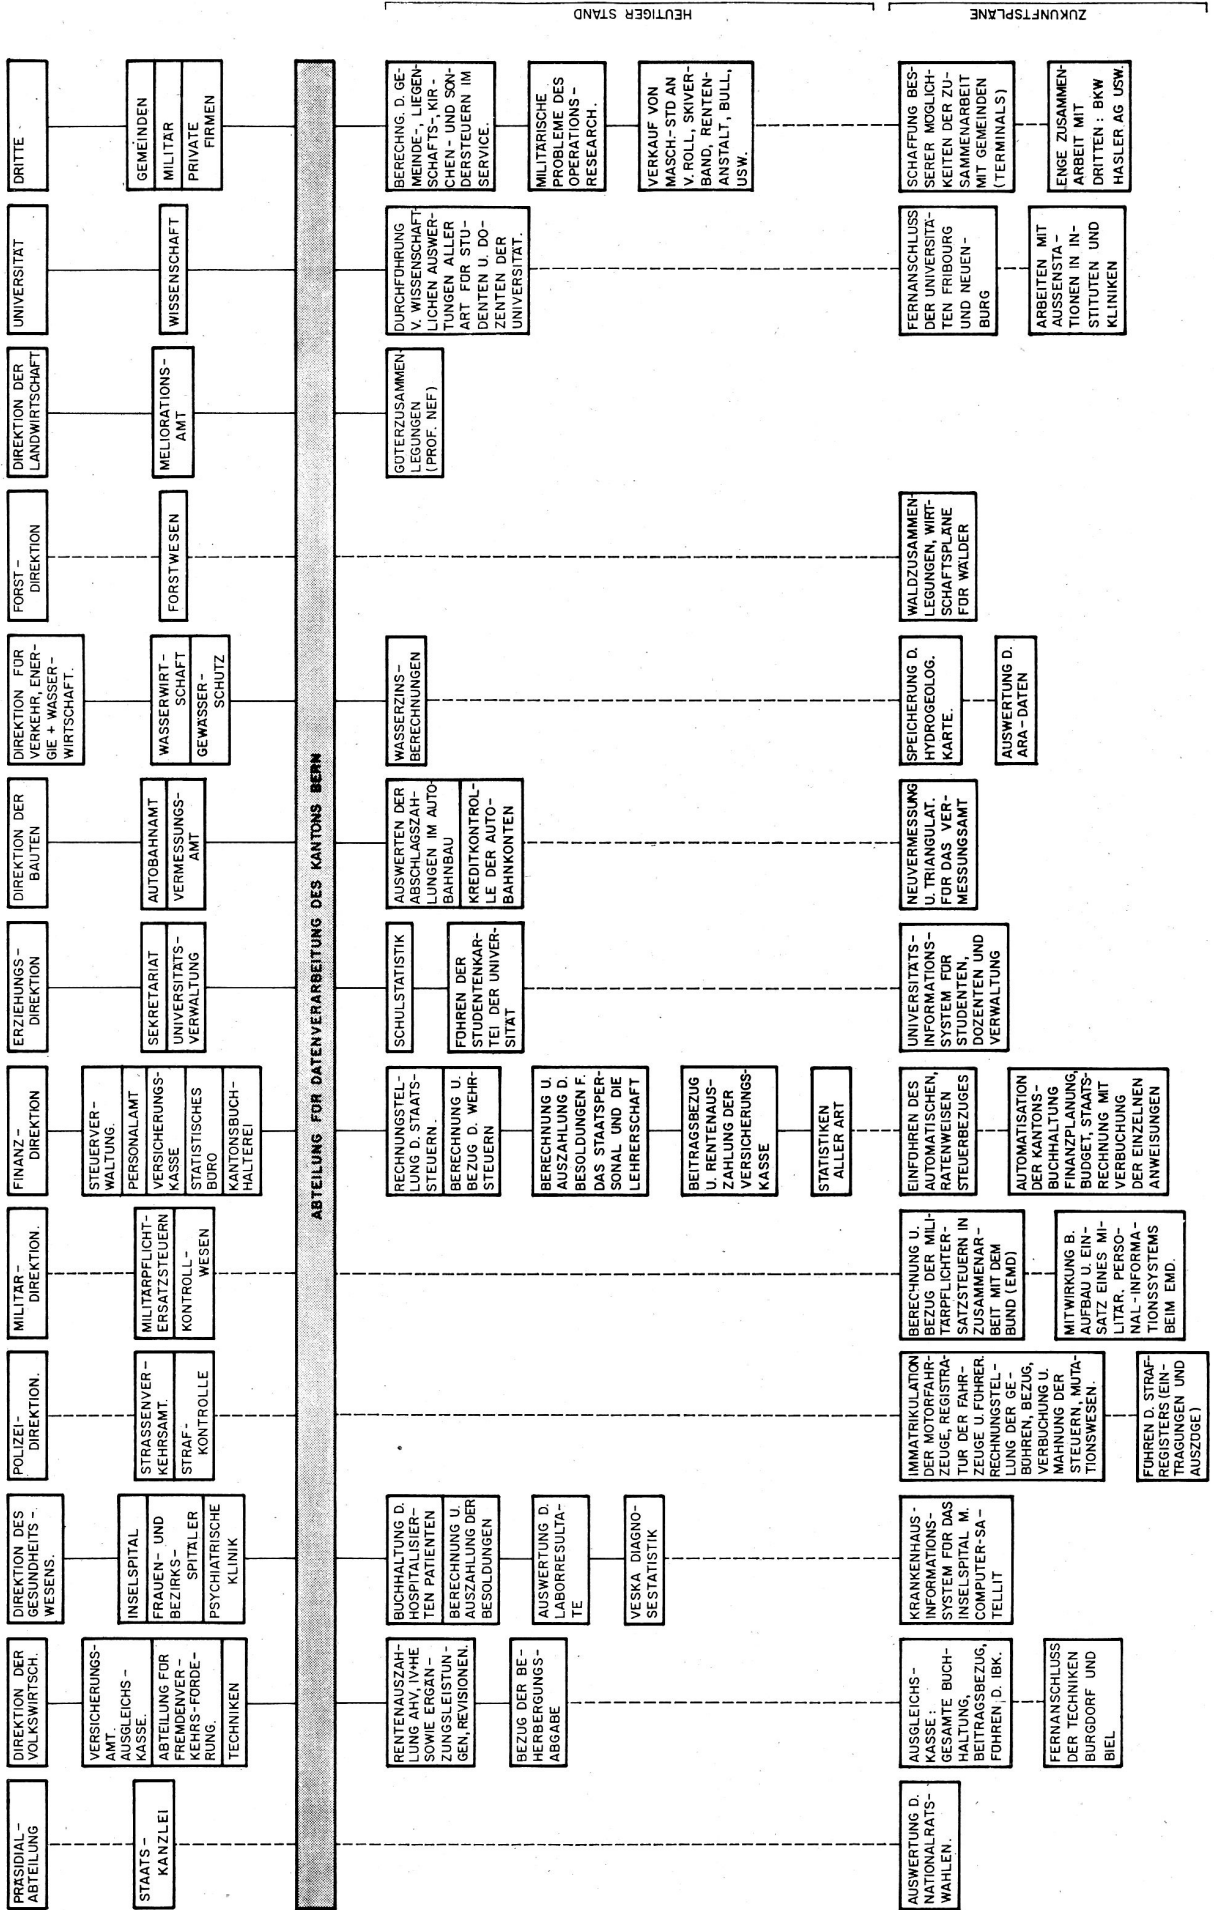 PRÄSIDIAL-
ABTEILUNG
DIREKTION DER
VOLKSWIRTSCH.
DIREKTION DES
GESUNDHEITS-
WESENS.
POLIZEI-
DIREKTION.
MILITÄR-
DIREKTION.
FINANZ-
DIREKTION
ERZIEHUNGS-
DIREKTION
DIREKTION DER
BAUTEN
DIREKTION FÜR
VERKEHR, ENER-
GIE + WASSER-
WIRTSCHAFT.
FORST-
DIREKTION
DIREKTION DER
LANDWIRTSCHAFT
UNIVERSITÄT
DRITTE
STAATS-
KANZLEI
VERSICHERUNGS-
AMT.
AUSGLEICHS-
KASSE.
ABTEILUNG FÜR
FREMDENVER-
KEHRS-FÖRDE-
RUNG.
TECHNIKEN
INSELSPITAL
FRAUEN- UND
BEZIRKS-
SPITÄLER
PSYCHIATRISCHE
KLINIK
STRASSENVER-
KEHRSAMT.
STRAF-
KONTROLLE
MILITÄRPFLICHT-
ERSATZSTEUERN
KONTROLL-
WESEN
STEUERVER-
WALTUNG.
PERSONALAMT
VERSICHERUNGS-
KASSE
STATISTISCHES
BÜRO
KANTONSBUCH-
HALTEREI
SEKRETARIAT
UNIVERSITÄTS-
VERWALTUNG
AUTOBAHNAMT
VERMESSUNGS-
AMT
WASSERWIRT-
SCHAFT
GEWÄSSER-
SCHUTZ
FORSTWESEN
MELIORATIONS-
AMT
WISSENSCHAFT
GEMEINDEN
MILITÄR
PRIVATE
FIRMEN
ABTEILUNG FÜR DATENVERARBEITUNG DES KANTONS BERN
RENTENAUSZAH-
LUNG AHV, IV+HE
SOWIE ERGÄN-
ZUNGSLEISTUN-
GEN, REVISIONEN.
BEZUG DER BE-
HERBERGUNGS-
ABGABE
BUCHHALTUNG D.
HOSPITALISIER-
TEN PATIENTEN
BERECHNUNG U.
AUSZAHLUNG DER
BESOLDUNGEN
AUSWERTUNG D.
LABORRESULTA-
TE
VESKA DIAGNO-
SESTATISTIK
RECHNUNGSTEL-
LUNG D. STAATS-
STEUERN.
BERECHNUNG U.
BEZUG D. WEHR-
STEUERN
BERECHNUNG U.
AUSZAHLUNG D.
BESOLDUNGEN F.
DAS STAATSPER-
SONAL UND DIE
LEHRERSCHAFT
BEITRAGSBEZUG
U. RENTENAUS-
ZAHLUNG DER
VERSICHERUNGS-
KASSE
STATISTIKEN
ALLER ART
SCHULSTATISTIK
FÜHREN DER
STUDENTENKAR-
TEI DER UNIVER-
SITÄT
AUSWERTEN DER
ABSCHLAGSZAH-
LUNGEN IM AUTO-
BAHNBAU
KREDITKONTROL-
LE DER AUTO-
BAHNKONTEN
WASSERZINS-
BERECHNUNGEN
GÜTERZUSAMMEN
LEGUNGEN
(PROF. NEF)
DURCHFÜHRUNG
V. WISSENSCHAFT-
LICHEN AUSWER-
TUNGEN ALLER
ART FÜR STU-
DENTEN U. DO-
ZENTEN DER
UNIVERSITÄT.
BERECHNG. D. GE-
MEINDE-, LIEGEN-
SCHAFTS-, KIR-
CHEN- UND SON-
DERSTEUERN IM
SERVICE.
MILITÄRISCHE
PROBLEME DES
OPERATIONS-
RESEARCH.
VERKAUF VON
MASCH.-STD AN
V. ROLL, SKIVER-
BAND, RENTEN-
ANSTALT, BULL,
USW.
HEUTIGER STAND
AUSWERTUNG D.
NATIONALRATS-
WAHLEN.
AUSGLEICHS-
KASSE:
GESAMTE BUCH-
HALTUNG,
BEITRAGSBEZUG,
FÜHREN D. IBK.
FERNANSCHLUSS
DER TECHNIKEN
BURGDORF UND
BIEL
KRANKENHAUS-
INFORMATIONS-
SYSTEM FÜR DAS
INSELSPITAL M.
COMPUTER-SA-
TELLIT
IMMATRIKULATION
DER MOTORFAHR-
ZEUGE, REGISTRA-
TUR DER FAHR-
ZEUGE U. FÜHRER.
RECHNUNGSTEL-
LUNG DER GE-
BÜHREN, BEZUG,
VERBUCHUNG U.
MAHNUNG DER
STEUERN, MUTA-
TIONSWESEN.
FÜHREN D. STRAF-
REGISTERS (EIN-
TRAGUNGEN UND
AUSZÜGE)
BERECHNUNG U.
BEZUG DER MILI-
TÄRPFLICHTER-
SATZSTEUERN IN
ZUSAMMENAR-
BEIT MIT DEM
BUND (EMD)
MITWIRKUNG B.
AUFBAU U. EIN-
SATZ EINES MI-
LITÄR. PERSO-
NAL-INFORMA-
TIONSSYSTEMS
BEIM EMD.
EINFÜHREN DES
AUTOMATISCHEN,
RATENWEISEN
STEUERBEZUGES
AUTOMATISATION
DER KANTONS-
BUCHHALTUNG
FINANZPLANUNG,
BUDGET, STAATS-
RECHNUNG MIT
VERBUCHUNG
DER EINZELNEN
ANWEISUNGEN
UNIVERSITÄTS-
INFORMATIONS-
SYSTEM FÜR
STUDENTEN,
DOZENTEN UND
VERWALTUNG
NEUVERMESSUNG
U. TRIANGULAT.
FÜR DAS VER-
MESSUNGSAMT
SPEICHERUNG D.
HYDROGEOLOG.
KARTE.
AUSWERTUNG D.
ARA-DATEN
WALDZUSAMMEN-
LEGUNGEN, WIRT-
SCHAFTSPLÄNE
FÜR WÄLDER
FERNANSCHLUSS
DER UNIVERSITÄ-
TEN FRIBOURG
UND NEUEN-
BURG
ARBEITEN MIT
AUSSENSTA-
TIONEN IN IN-
STITUTEN UND
KLINIKEN
SCHAFFUNG BES-
SERER MÖGLICH-
KEITEN DER ZU-
SAMMENARBEIT
MIT GEMEINDEN
(TERMINALS)
ENGE ZUSAMMEN-
ARBEIT MIT
DRITTEN: BKW
HASLER AG USW.
ZUKUNFTSPLÄNE